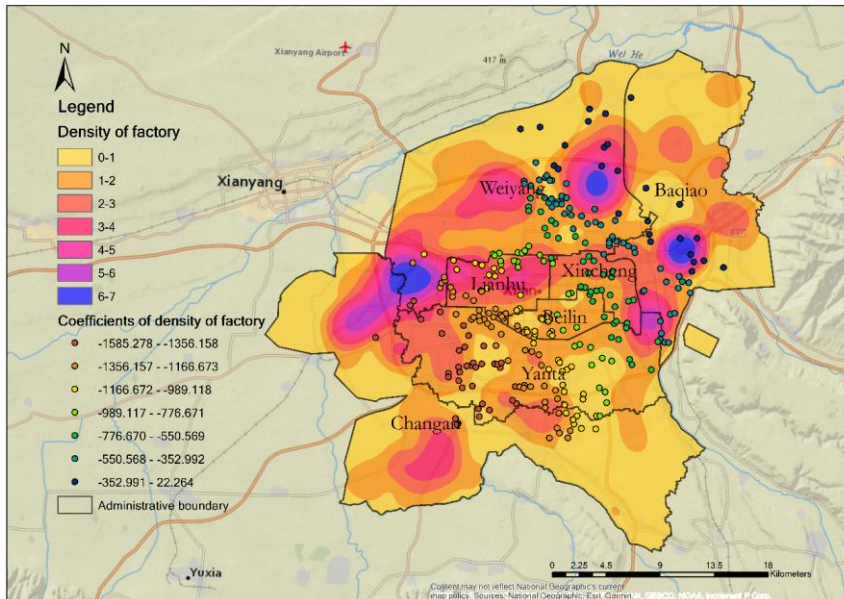 Xianyang Airport
417 m
Wei He
N
Legend
Density of factory
0-1
1-2
2-3
3-4
4-5
5-6
6-7
Coefficients of density of factory
-1585.278 - -1356.158
-1356.157 - -1166.673
-1166.672 - -989.118
-989.117 - -776.671
-776.670 - -550.569
-550.568 - -352.992
-352.991 - 22.264
Administrative boundary
Xianyang
Weiyang
Baqiao
Lianhu
Xincheng
Beilin
Yanta
Changan
Yuxia
0 2.25 4.5 9 13.5 18
Kilometers
Content may not reflect National Geographic's current
map policy. Sources: National Geographic, Esri, Garmin, GEBCO, NOAA, Increment P Corp.